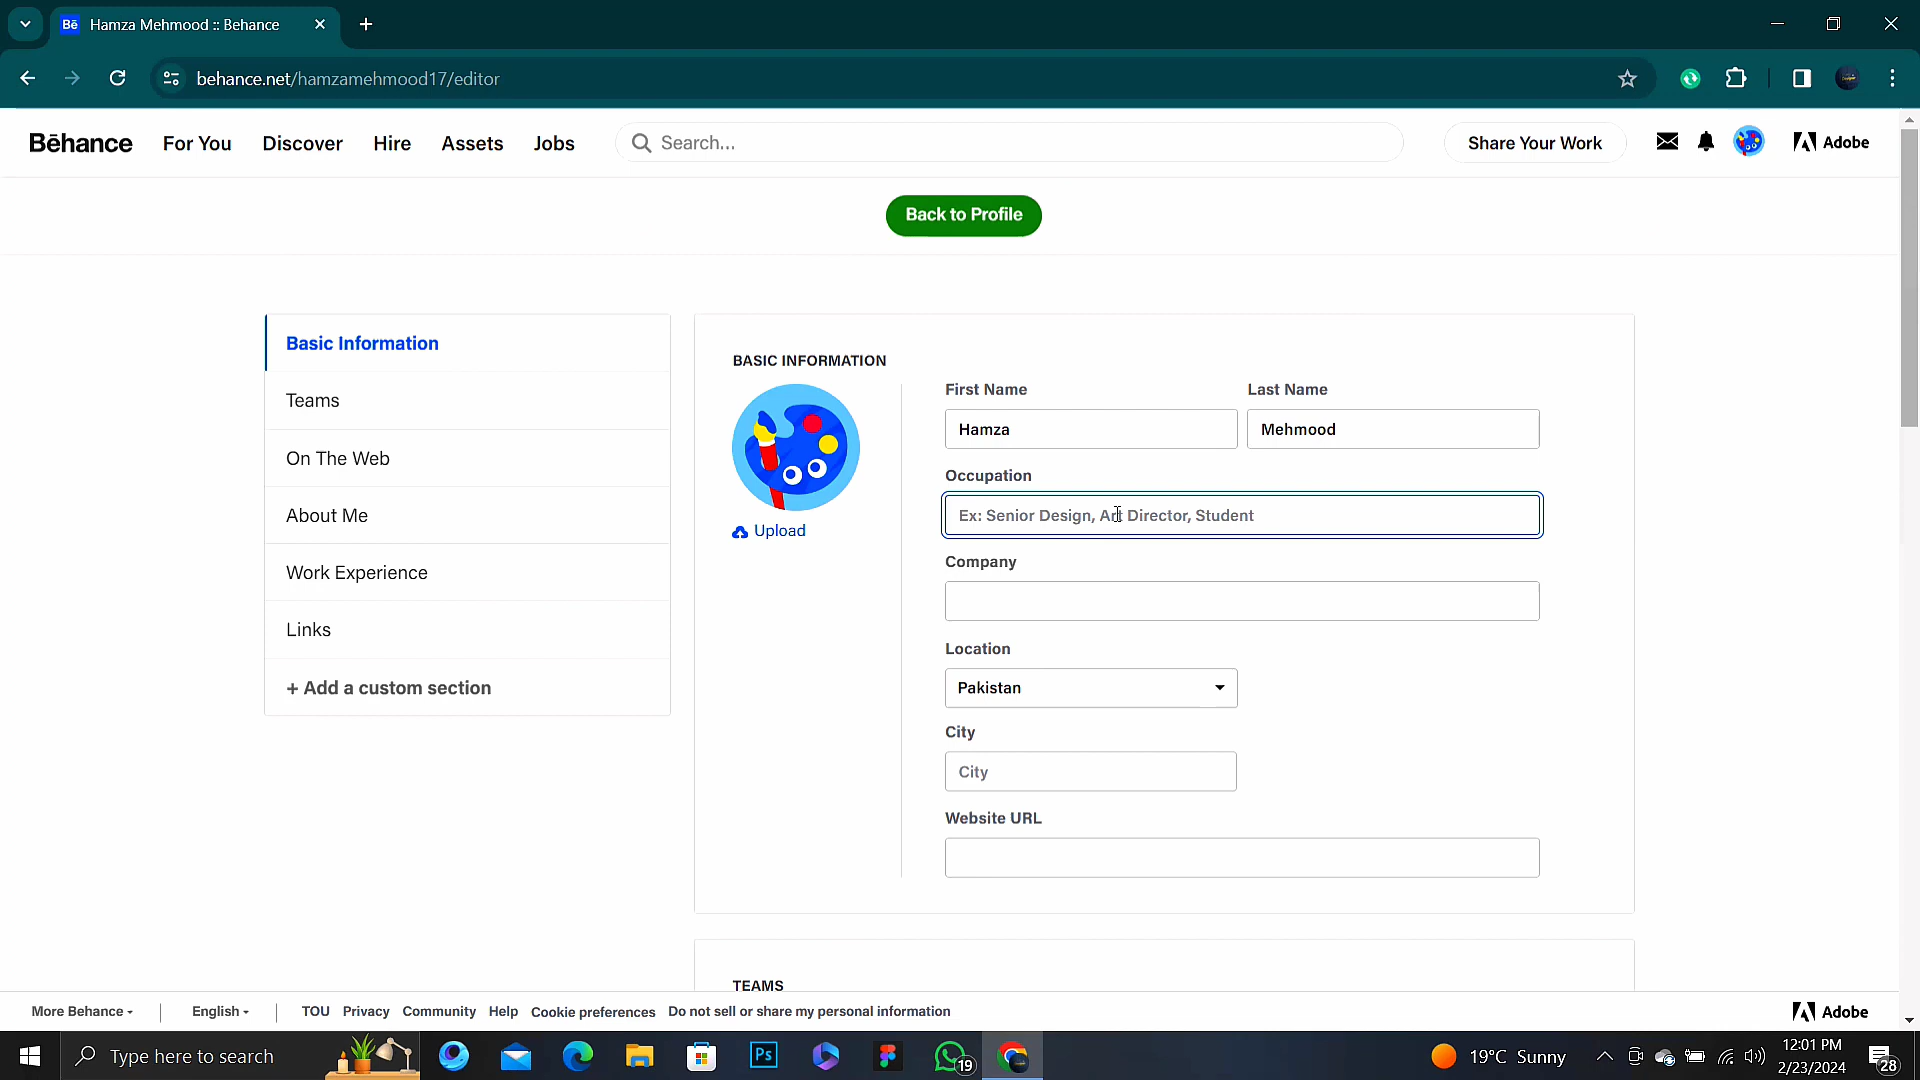 Bē Hamza Mehmood :: Behance
behance.net/hamzamehmood17/editor
Bēhance For You Discover Hire Assets Jobs Search... Share Your Work Adobe
Back to Profile
Basic Information
Teams
On The Web
About Me
Work Experience
Links
+ Add a custom section
BASIC INFORMATION
Upload
First Name Last Name
Hamza Mehmood
Occupation
Ex: Senior Design, Art Director, Student
Company
Location
Pakistan
City
City
Website URL
TEAMS
More Behance English TOU Privacy Community Help Cookie preferences Do not sell or share my personal information Adobe
Type here to search Ps 19 19°C Sunny 12:01 PM
2/23/2024 28